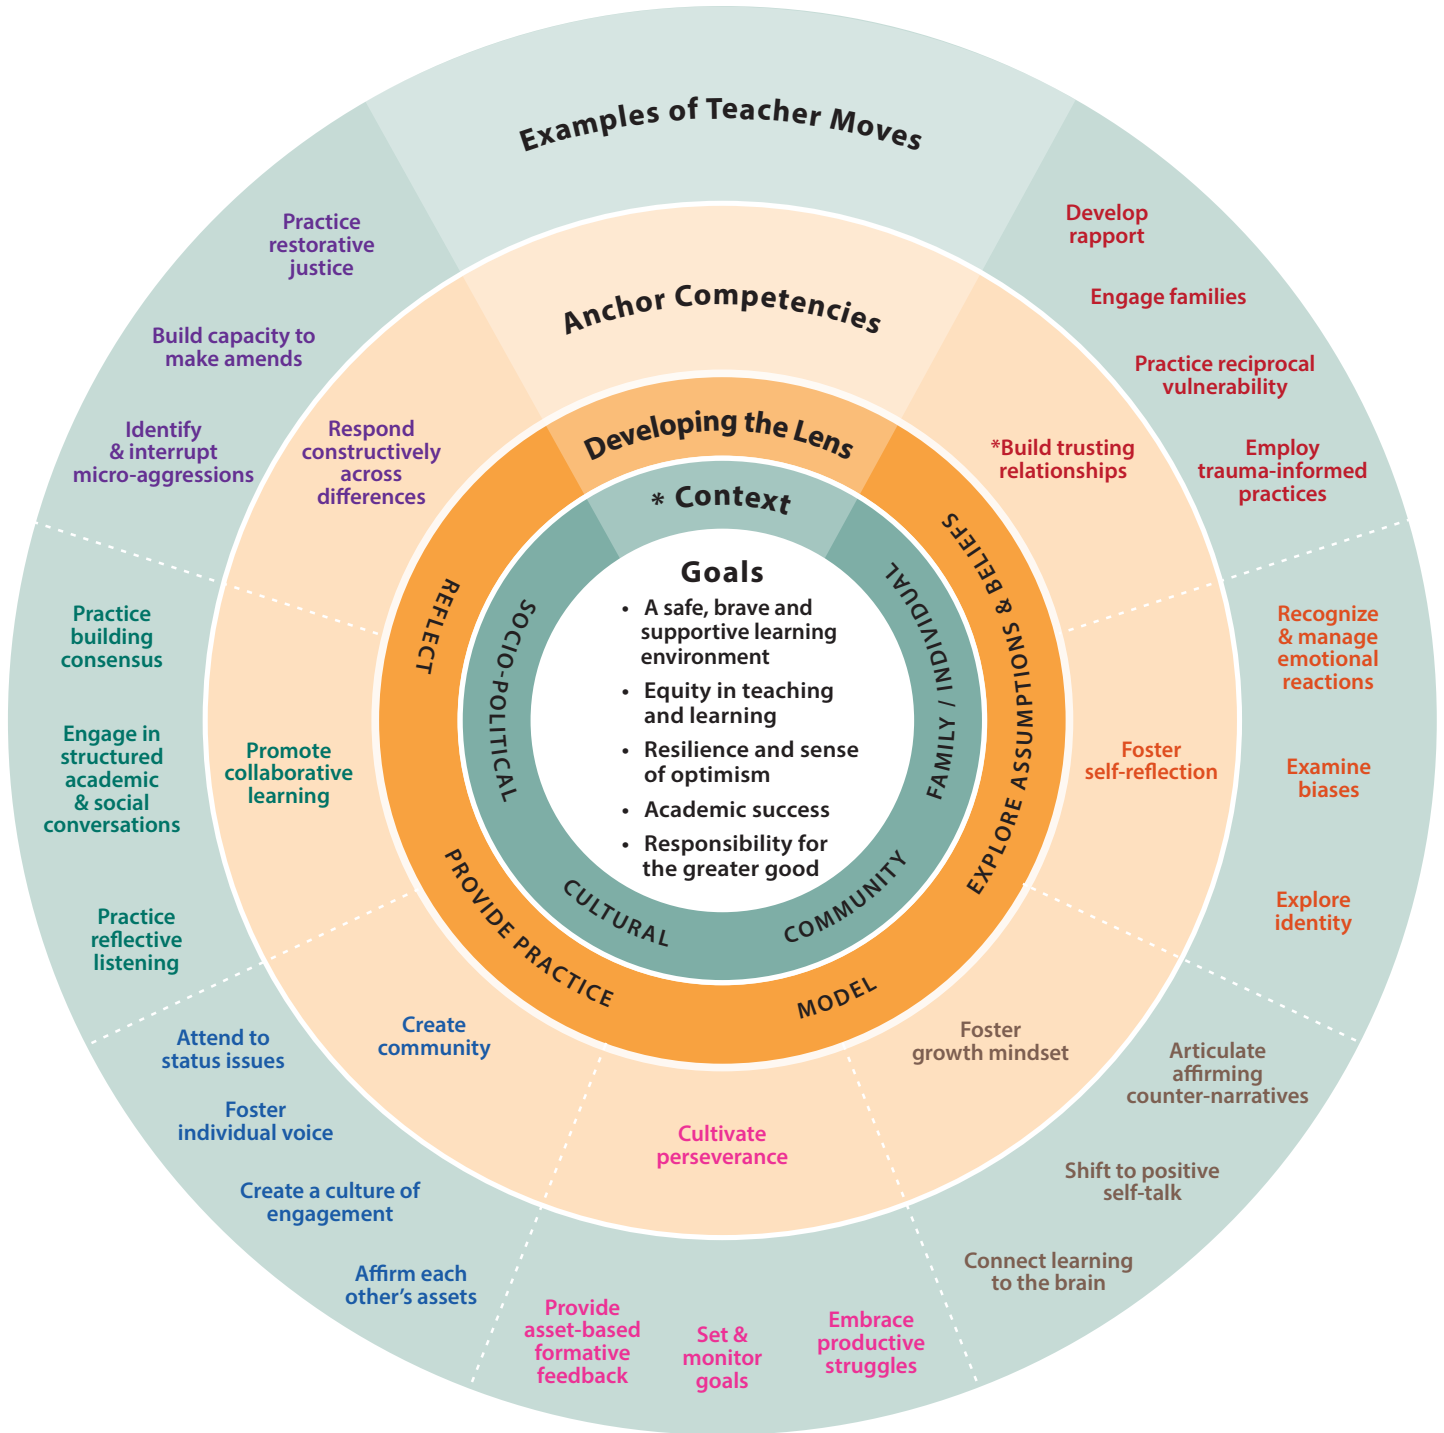 Examples of Teacher Moves
Anchor Competencies
Developing the Lens
* Context
Goals
• A safe, brave and
supportive learning
environment
• Equity in teaching
and learning
• Resilience and sense
of optimism
• Academic success
• Responsibility for
the greater good
FAMILY / INDIVIDUAL
COMMUNITY
CULTURAL
SOCIO-POLITICAL
EXPLORE ASSUMPTIONS & BELIEFS
MODEL
PROVIDE PRACTICE
REFLECT
*Build trusting
relationships
Develop
rapport
Engage families
Practice reciprocal
vulnerability
Employ
trauma-informed
practices
Foster
self-reflection
Recognize
& manage
emotional
reactions
Examine
biases
Explore
identity
Foster
growth mindset
Articulate
affirming
counter-narratives
Shift to positive
self-talk
Connect learning
to the brain
Cultivate
perseverance
Embrace
productive
struggles
Set &
monitor
goals
Provide
asset-based
formative
feedback
Create
community
Attend to
status issues
Foster
individual voice
Create a culture of
engagement
Affirm each
other's assets
Promote
collaborative
learning
Practice
building
consensus
Engage in
structured
academic
& social
conversations
Practice
reflective
listening
Respond
constructively
across
differences
Practice
restorative
justice
Build capacity to
make amends
Identify
& interrupt
micro-aggressions